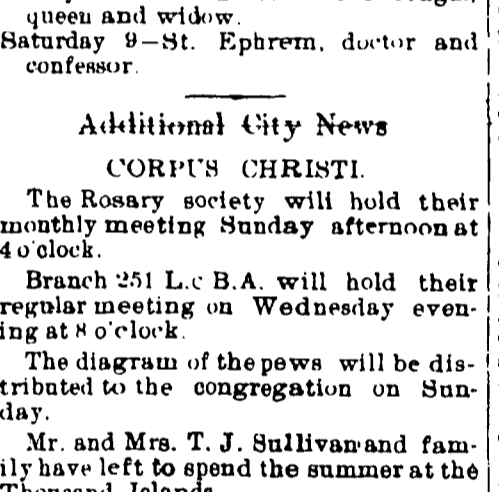 queen and widow.
Saturday 9—St. Ephrem, doctor and
confessor.
Additional City News
CORPUS CHRISTI.
The Rosary society will hold their
monthly meeting Sunday afternoon at
4 o'clock.
Branch 251 L.c B.A. will hold their
regular meeting on Wednesday even-
ing at 8 o'clock.
The diagram of the pews will be dis-
tributed to the congregation on Sun-
day.
Mr. and Mrs. T. J. Sullivan and fam-
ily have left to spend the summer at the
Thousand Islands